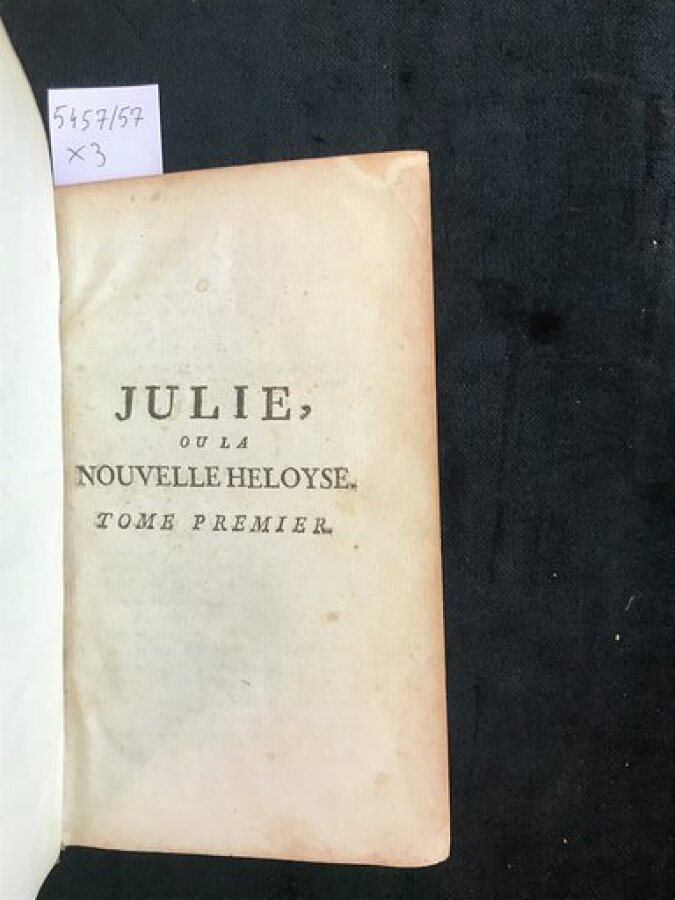 5457/57
x3
JULIE,
OU LA
NOUVELLE HELOYSE.
TOME PREMIER.